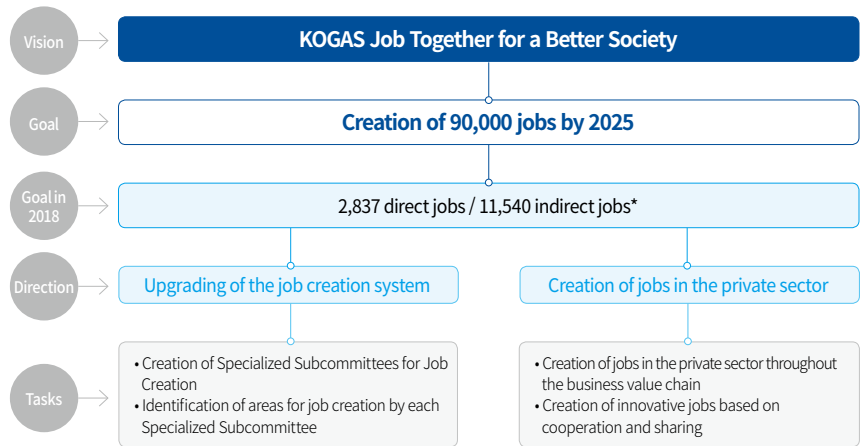 Vision
KOGAS Job Together for a Better Society
Goal
Creation of 90,000 jobs by 2025
Goal in
2018
2,837 direct jobs / 11,540 indirect jobs*
Direction
Upgrading of the job creation system
Creation of jobs in the private sector
Tasks
• Creation of Specialized Subcommittees for Job
Creation
• Identification of areas for job creation by each
Specialized Subcommittee
• Creation of jobs in the private sector throughout
the business value chain
• Creation of innovative jobs based on
cooperation and sharing